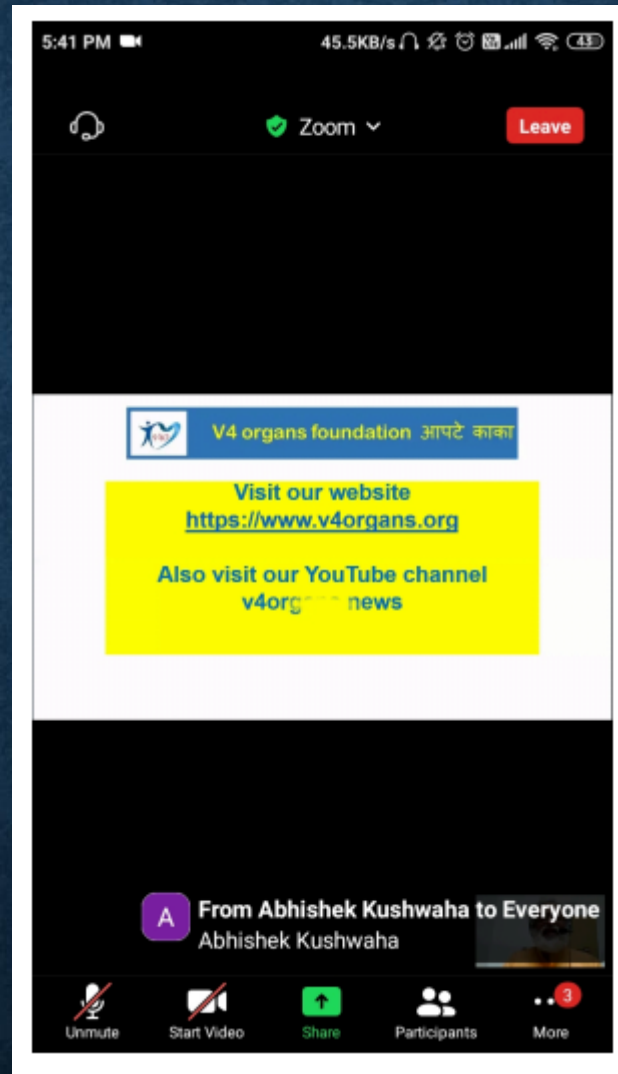 5:41 PM 45.5KB/s 43
Zoom Leave
V4 organs foundation आपटे काका
Visit our website
https://www.v4organs.org
Also visit our YouTube channel
news
A From Abhishek Kushwaha to Everyone
Abhishek Kushwaha
3
Unmute Start Video Share Participants More